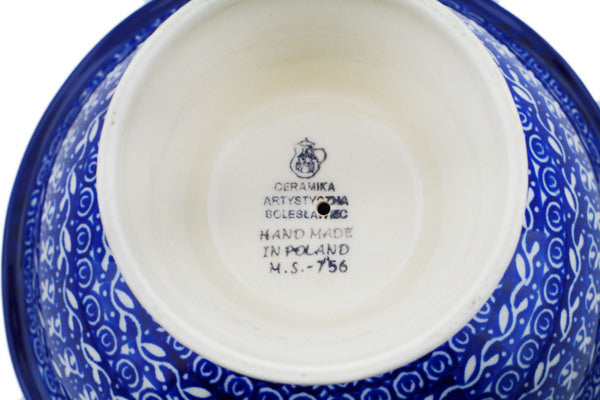 CERAMIKA
ARTYSTYCZNA
BOLESŁAWIEC
HAND MADE
IN POLAND
M.S.-756